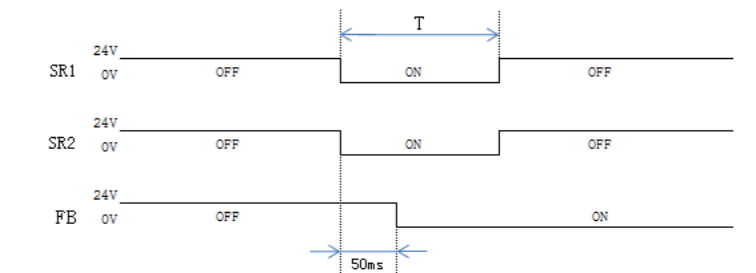 T
24V
SR1 0V OFF ON OFF
24V
SR2 0V OFF ON OFF
24V
FB 0V OFF ON
50ms